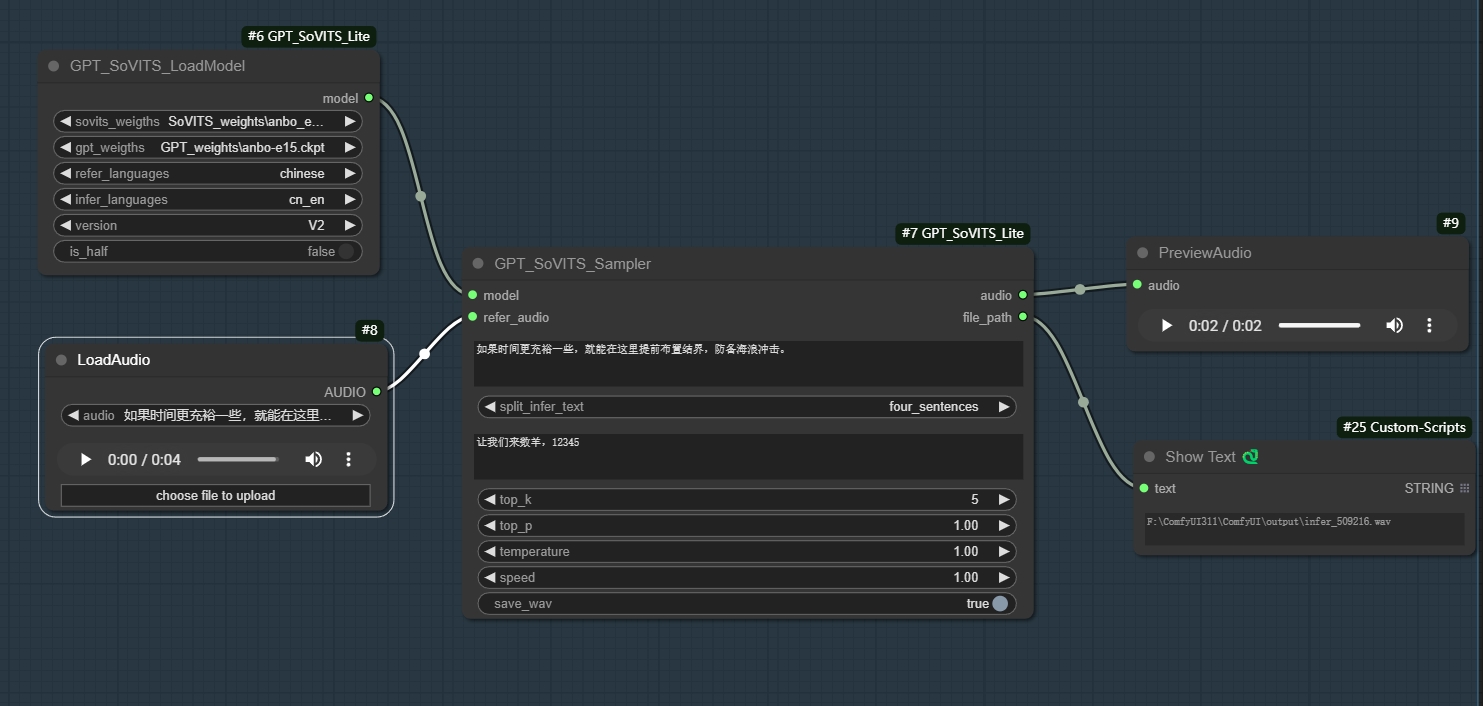 #6 GPT_SoVITS_Lite
GPT_SoVITS_LoadModel
model
sovits_weigths SoVITS_weights\anbo_e...
gpt_weigths GPT_weights\anbo-e15.ckpt
refer_languages chinese
infer_languages cn_en
version V2
is_half false
#8
LoadAudio
AUDIO
audio 如果时间更充裕一些，就能在这里...
0:00 / 0:04
choose file to upload
#7 GPT_SoVITS_Lite
GPT_SoVITS_Sampler
model audio
refer_audio file_path
如果时间更充裕一些，就能在这里提前布置结界，防备海浪冲击。
split_infer_text four_sentences
让我们来数羊，12345
top_k 5
top_p 1.00
temperature 1.00
speed 1.00
save_wav true
#9
PreviewAudio
audio
0:02 / 0:02
#25 Custom-Scripts
Show Text
text STRING
F:\ComfyUI311\ComfyUI\output\infer_509216.wav